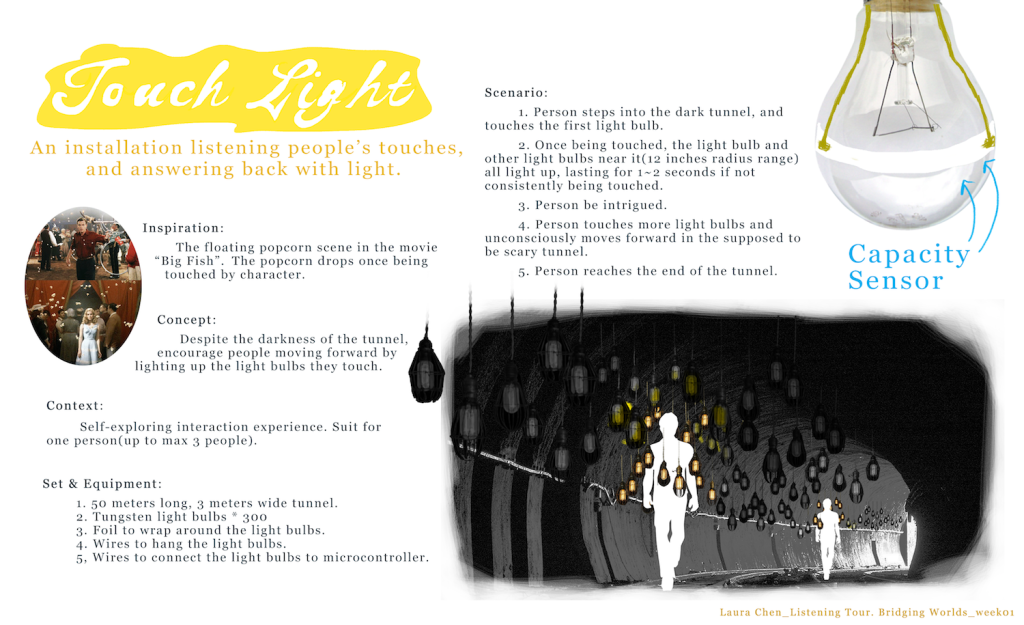 Touch Light
An installation listening people's touches,
and answering back with light.
Inspiration:
The floating popcorn scene in the movie
“Big Fish”. The popcorn drops once being
touched by character.
Concept:
Despite the darkness of the tunnel,
encourage people moving forward by
lighting up the light bulbs they touch.
Context:
Self-exploring interaction experience. Suit for
one person(up to max 3 people).
Set & Equipment:
1. 50 meters long, 3 meters wide tunnel.
2. Tungsten light bulbs * 300
3. Foil to wrap around the light bulbs.
4. Wires to hang the light bulbs.
5, Wires to connect the light bulbs to microcontroller.
Scenario:
1. Person steps into the dark tunnel, and
touches the first light bulb.
2. Once being touched, the light bulb and
other light bulbs near it(12 inches radius range)
all light up, lasting for 1~2 seconds if not
consistently being touched.
3. Person be intrigued.
4. Person touches more light bulbs and
unconsciously moves forward in the supposed to
be scary tunnel.
5. Person reaches the end of the tunnel.
Capacity
Sensor
Laura Chen_Listening Tour. Bridging Worlds_week01